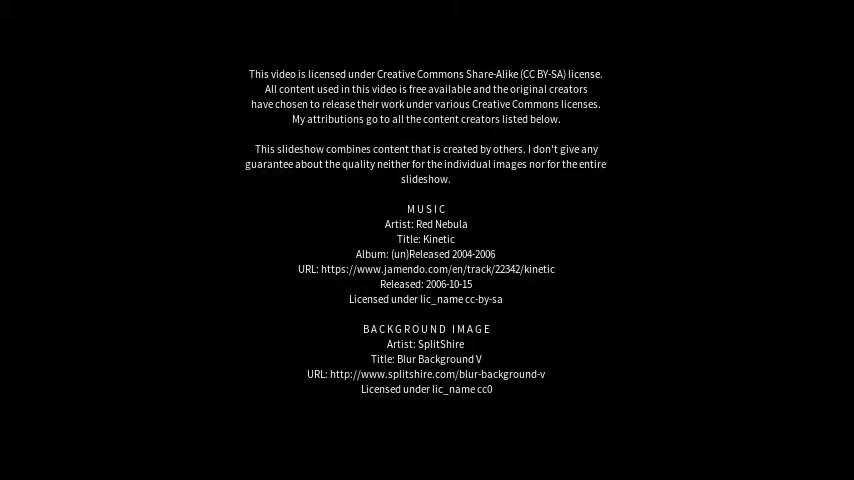 This video is licensed under Creative Commons Share-Alike (CC BY-SA) license.
All content used in this video is free available and the original creators
have chosen to release their work under various Creative Commons licenses.
My attributions go to all the content creators listed below.
This slideshow combines content that is created by others. I don't give any
guarantee about the quality neither for the individual images nor for the entire
slideshow.
MUSIC
Artist: Red Nebula
Title: Kinetic
Album: (un)Released 2004-2006
URL: https://www.jamendo.com/en/track/22342/kinetic
Released: 2006-10-15
Licensed under lic_name cc-by-sa
BACKGROUND IMAGE
Artist: SplitShire
Title: Blur Background V
URL: http://www.splitshire.com/blur-background-v
Licensed under lic_name cc0